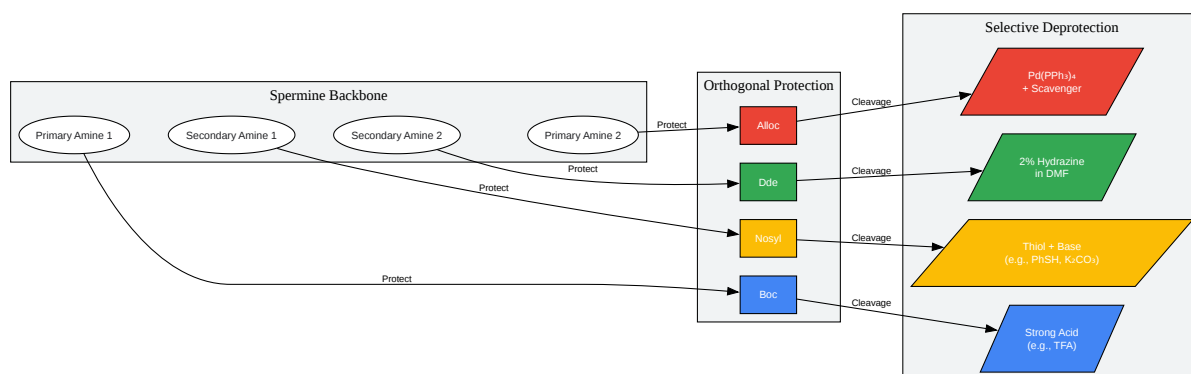 Selective Deprotection
Spermine Backbone
Orthogonal Protection
Primary Amine 1
Secondary Amine 1
Secondary Amine 2
Primary Amine 2
Protect
Protect
Protect
Protect
Alloc
Dde
Nosyl
Boc
Cleavage
Cleavage
Cleavage
Cleavage
Pd(PPh₃)₄
+ Scavenger
2% Hydrazine
in DMF
Thiol + Base
(e.g., PhSH, K₂CO₃)
Strong Acid
(e.g., TFA)